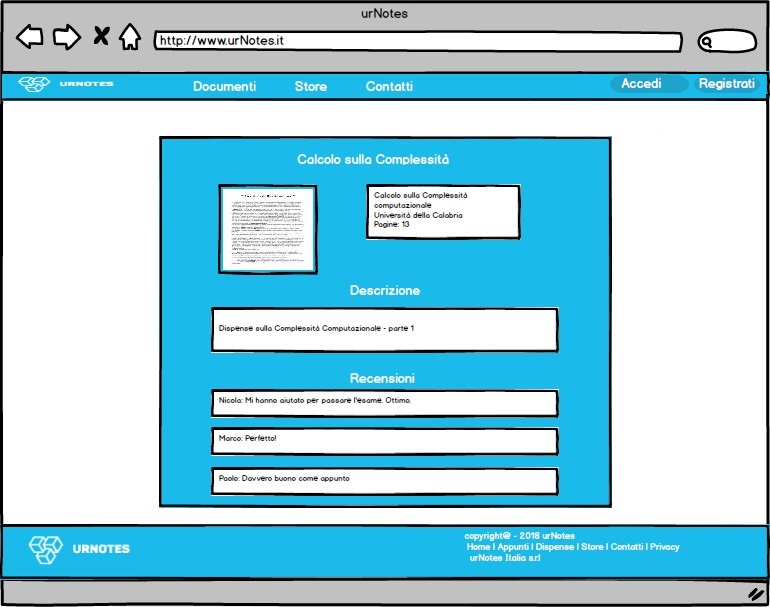 urNotes
http://www.urNotes.it
URNOTES
Documenti
Store
Contatti
Accedi
Registrati
Calcolo sulla Complessità
Calcolo sulla Complessità
computazionale
Università della Calabria
Pagine: 13
Descrizione
Dispense sulla Complessità Computazionale - parte 1
Recensioni
Nicola: Mi hanno aiutato per passare l'esame. Ottimo.
Marco: Perfetto!
Paolo: Davvero buono come appunto
URNOTES
copyright@ - 2018 urNotes
Home | Appunti | Dispense | Store | Contatti | Privacy
urNotes Italia s.r.l